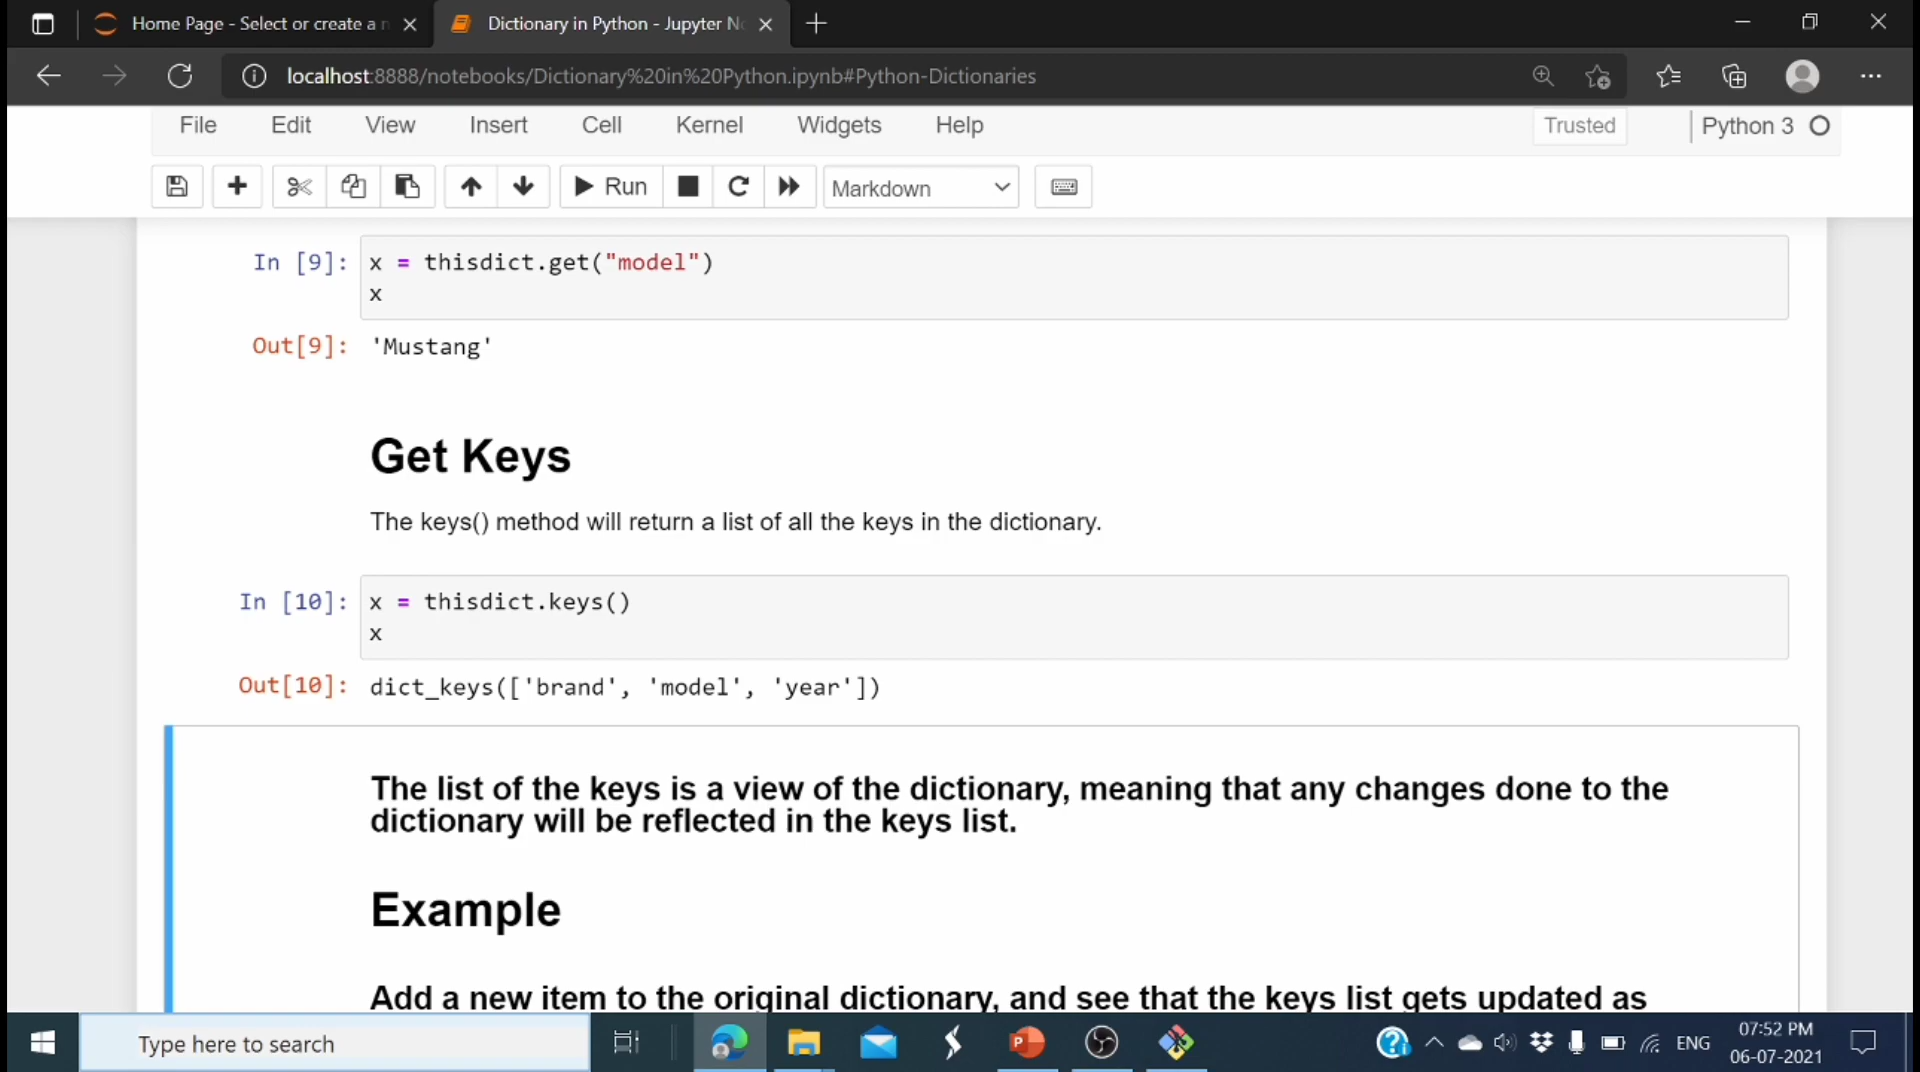 Home Page - Select or create a n
Dictionary in Python - Jupyter No
localhost:8888/notebooks/Dictionary%20in%20Python.ipynb#Python-Dictionaries
File Edit View Insert Cell Kernel Widgets Help Trusted Python 3
Run Markdown
In [9]: x = thisdict.get("model")
x
Out[9]: 'Mustang'
Get Keys
The keys() method will return a list of all the keys in the dictionary.
In [10]: x = thisdict.keys()
x
Out[10]: dict_keys(['brand', 'model', 'year'])
The list of the keys is a view of the dictionary, meaning that any changes done to the
dictionary will be reflected in the keys list.
Example
Add a new item to the original dictionary, and see that the keys list gets updated as
Type here to search
ENG
07:52 PM
06-07-2021